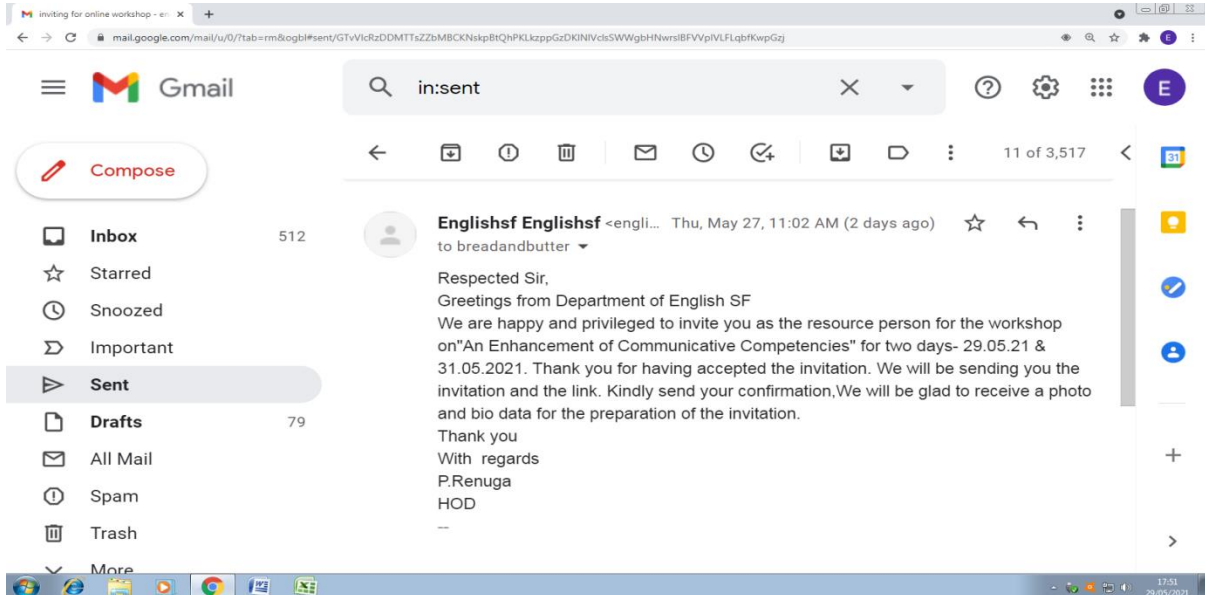 inviting for online workshop - en
mail.google.com/mail/u/0/?tab=rm&ogbl#sent/
Gmail
in:sent
E
Compose
11 of 3,517
31
Inbox 512
Starred
Snoozed
Important
Sent
Drafts 79
All Mail
Spam
Trash
More
Englishsf Englishsf <engli... Thu, May 27, 11:02 AM (2 days ago)
to breadandbutter
Respected Sir,
Greetings from Department of English SF
We are happy and privileged to invite you as the resource person for the workshop
on"An Enhancement of Communicative Competencies" for two days- 29.05.21 &
31.05.2021. Thank you for having accepted the invitation. We will be sending you the
invitation and the link. Kindly send your confirmation,We will be glad to receive a photo
and bio data for the preparation of the invitation.
Thank you
With regards
P.Renuga
HOD
--
17:51
29/05/2021